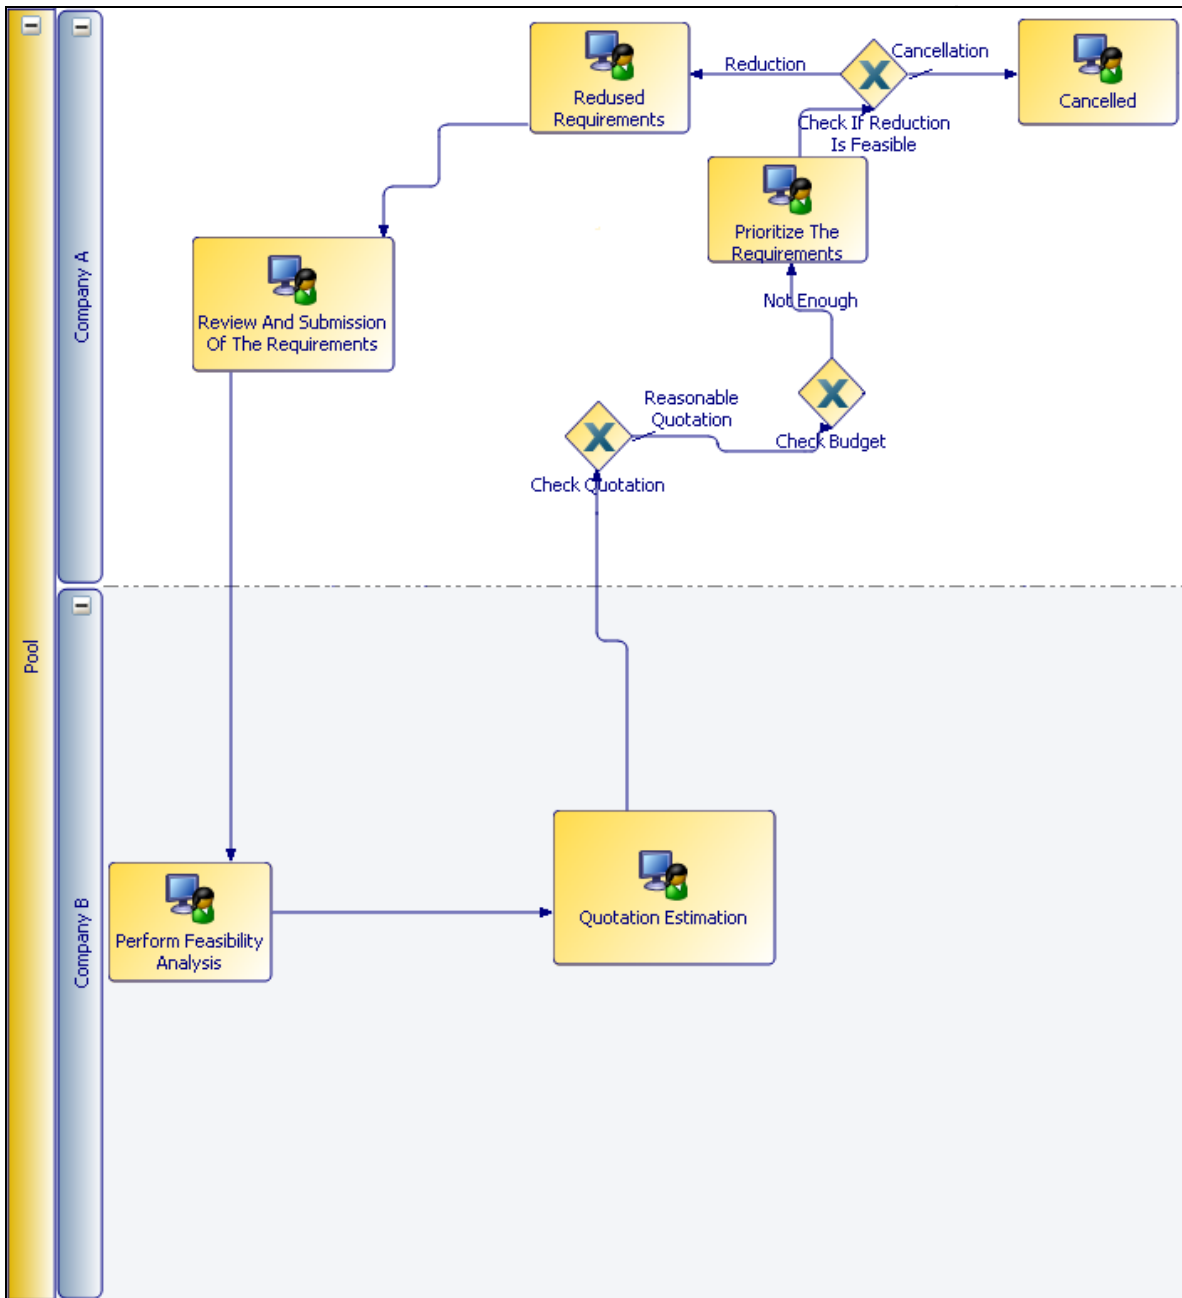 Pool
Company A
Redused
Requirements
Reduction
Cancellation
Cancelled
Check If Reduction
Is Feasible
Prioritize The
Requirements
Review And Submission
Of The Requirements
Not Enough
Reasonable
Quotation
Check Budget
Check Quotation
Company B
Perform Feasibility
Analysis
Quotation Estimation